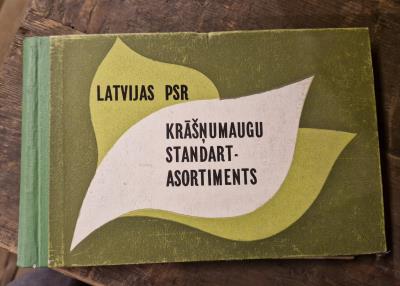 LATVIJAS PSR
KRĀŠŅUMAUGU
STANDART-
ASORTIMENTS